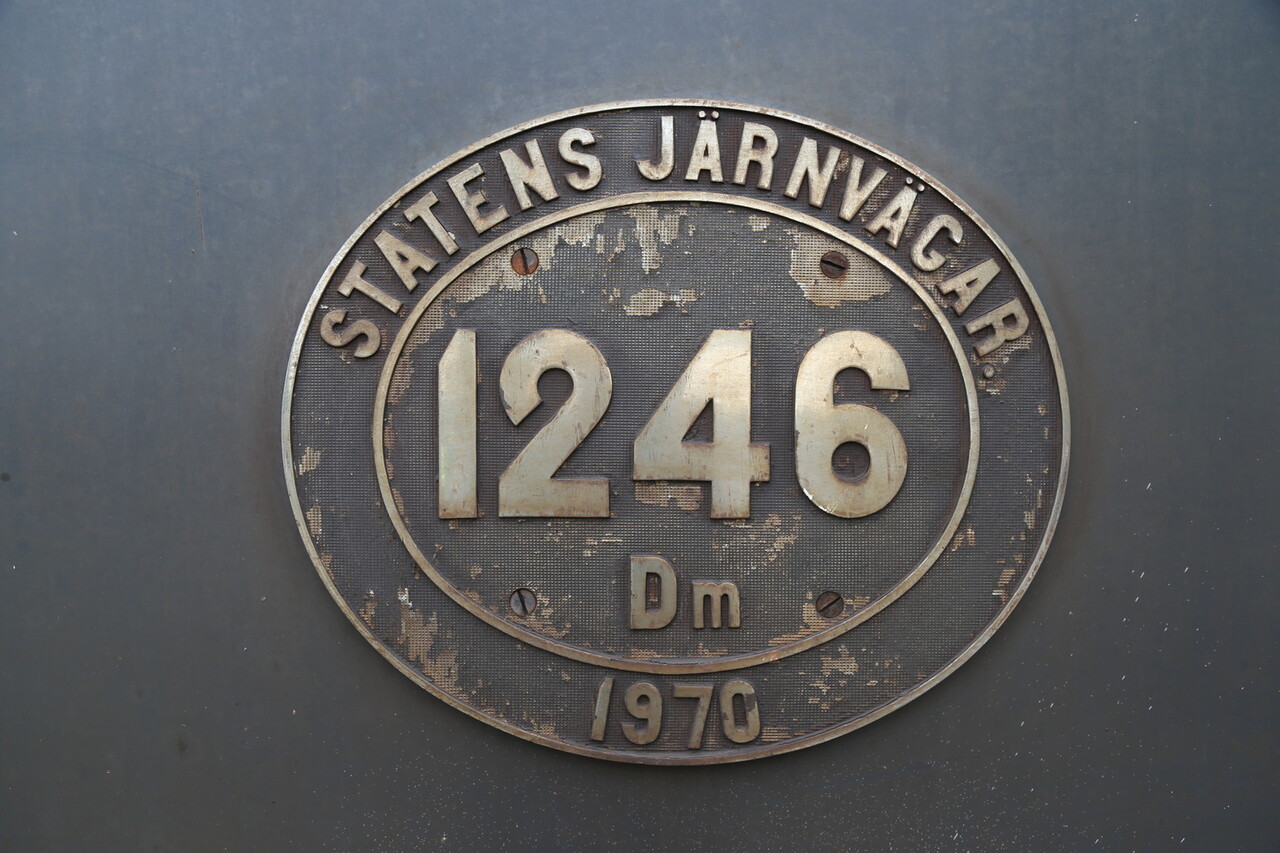 STATENS JÄRNVÄGAR.
1246
Dm
1970